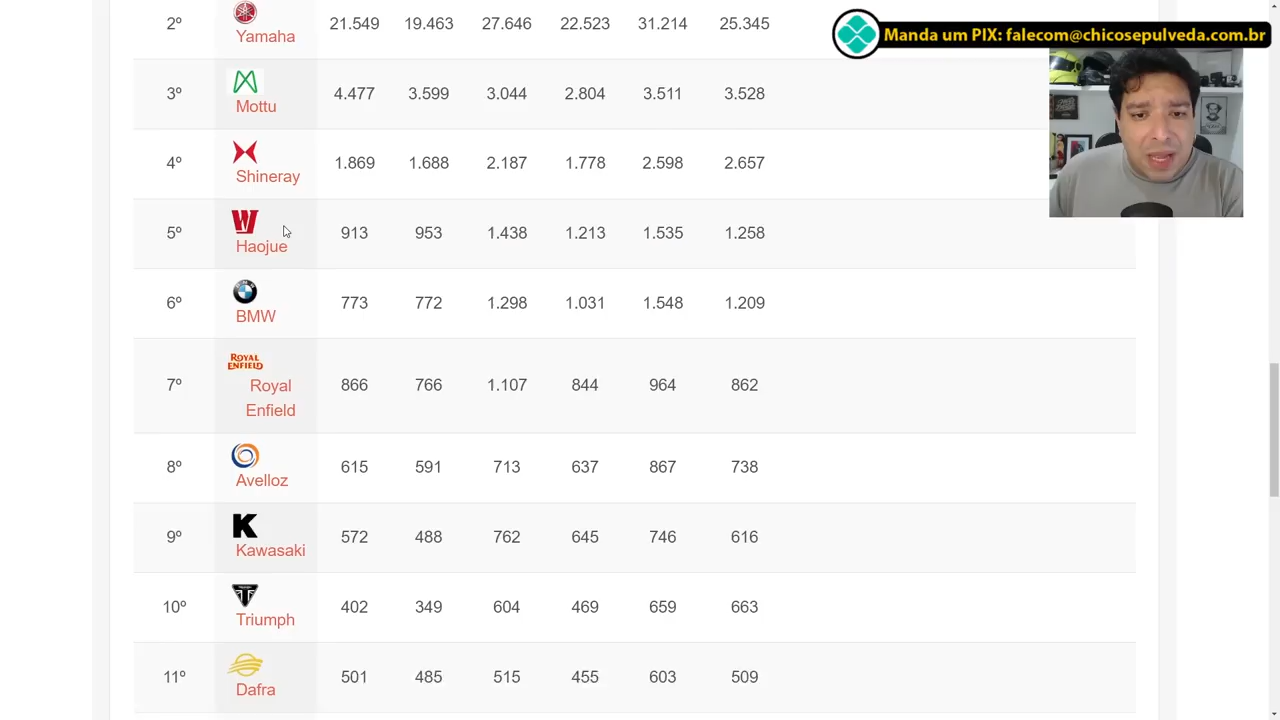 Manda um PIX: falecom@chicosepulveda.com.br
2º Yamaha 21.549 19.463 27.646 22.523 31.214 25.345
3º Mottu 4.477 3.599 3.044 2.804 3.511 3.528
4º Shineray 1.869 1.688 2.187 1.778 2.598 2.657
5º Haojue 913 953 1.438 1.213 1.535 1.258
6º BMW 773 772 1.298 1.031 1.548 1.209
ROYAL
ENFIELD
7º Royal 866 766 1.107 844 964 862
Enfield
8º Avelloz 615 591 713 637 867 738
9º Kawasaki 572 488 762 645 746 616
10º Triumph 402 349 604 469 659 663
11º Dafra 501 485 515 455 603 509